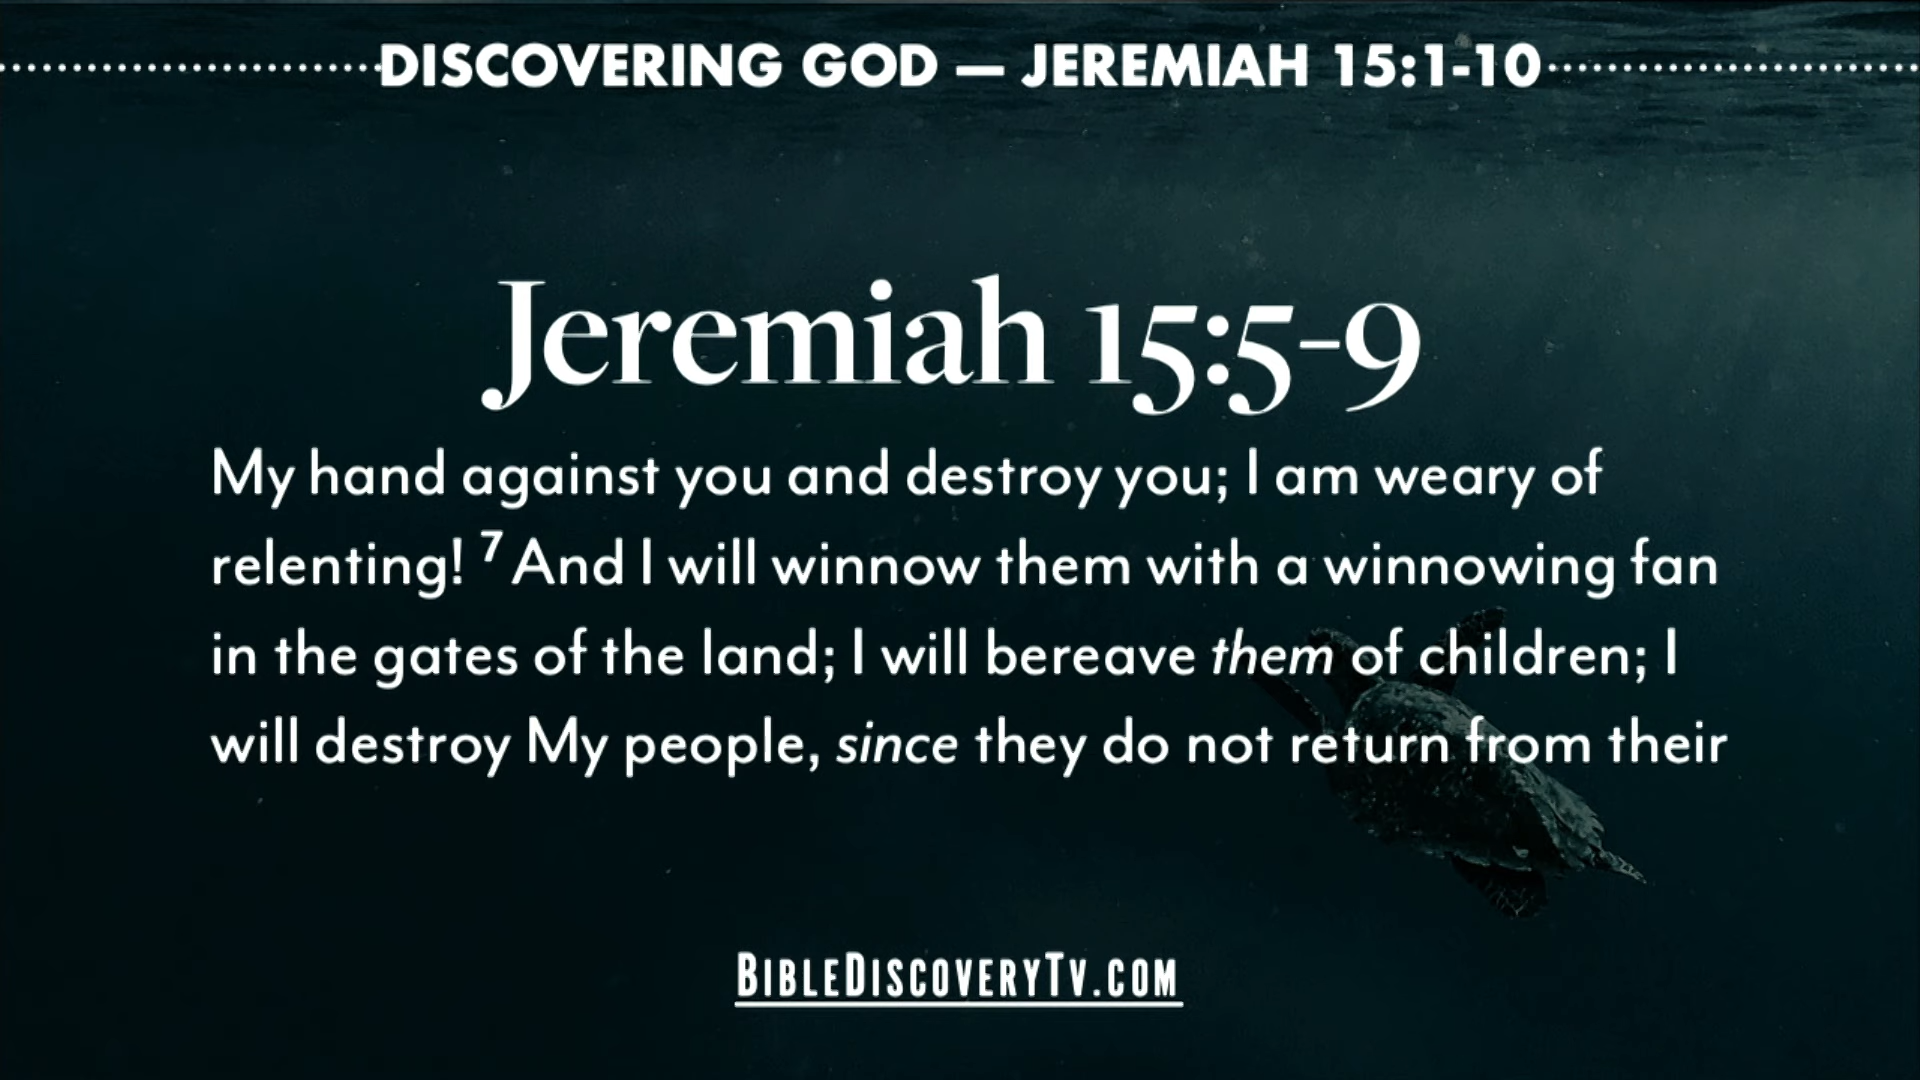 DISCOVERING GOD — JEREMIAH 15:1-10
Jeremiah 15:5-9
My hand against you and destroy you; I am weary of
relenting! ⁷ And I will winnow them with a winnowing fan
in the gates of the land; I will bereave them of children; I
will destroy My people, since they do not return from their
BIBLEDISCOVERYTV.COM